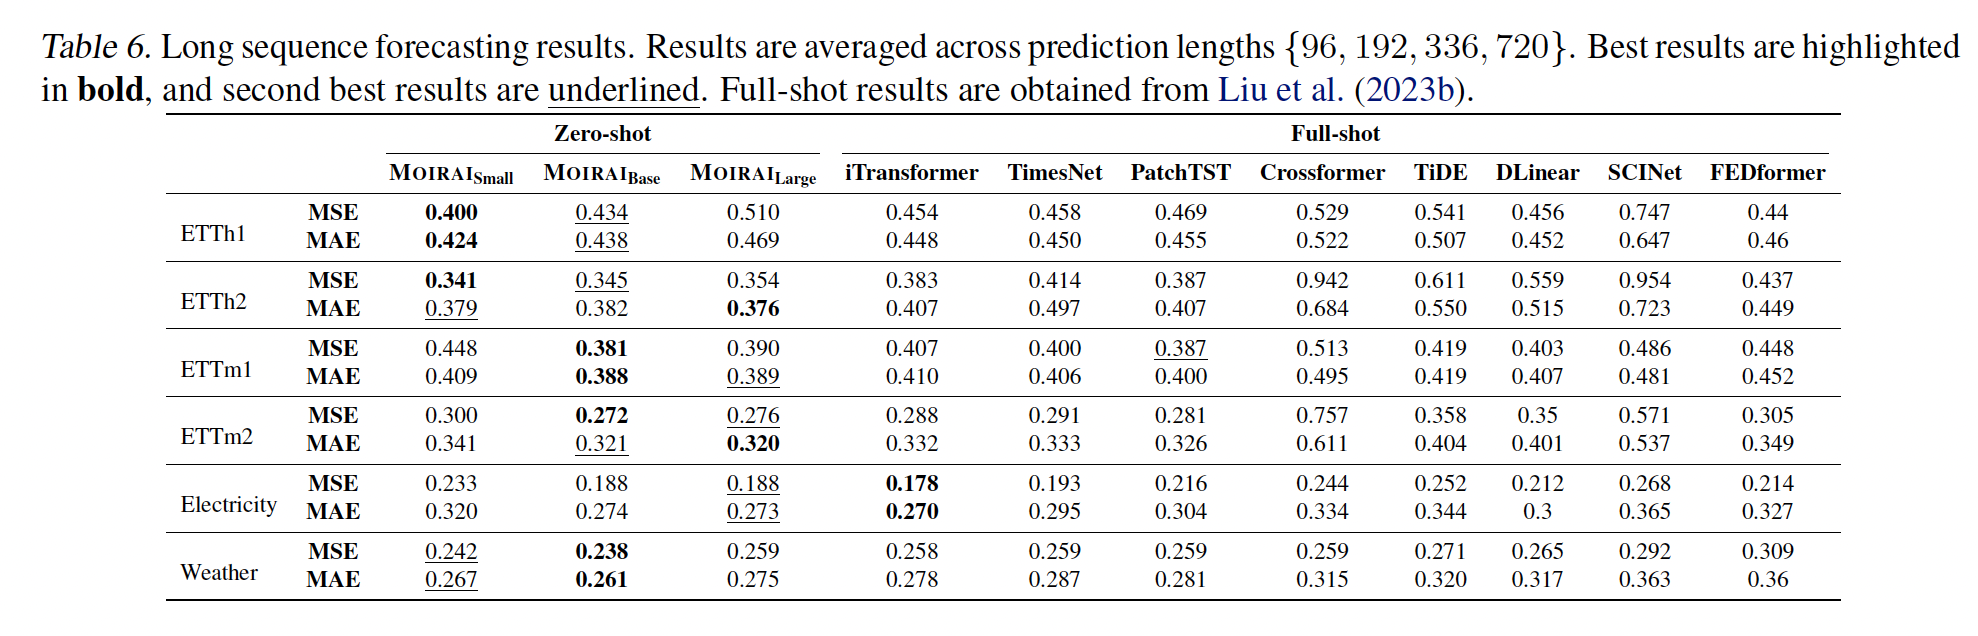 Table 6. Long sequence forecasting results. Results are averaged across prediction lengths {96, 192, 336, 720}. Best results are highlighted
in bold, and second best results are underlined. Full-shot results are obtained from Liu et al. (2023b).
Zero-shot Full-shot
MOIRAISmall MOIRAIBase MOIRAILarge iTransformer TimesNet PatchTST Crossformer TiDE DLinear SCINet FEDformer
ETTh1
MSE 0.400 0.434 0.510 0.454 0.458 0.469 0.529 0.541 0.456 0.747 0.44
MAE 0.424 0.438 0.469 0.448 0.450 0.455 0.522 0.507 0.452 0.647 0.46
ETTh2
MSE 0.341 0.345 0.354 0.383 0.414 0.387 0.942 0.611 0.559 0.954 0.437
MAE 0.379 0.382 0.376 0.407 0.497 0.407 0.684 0.550 0.515 0.723 0.449
ETTm1
MSE 0.448 0.381 0.390 0.407 0.400 0.387 0.513 0.419 0.403 0.486 0.448
MAE 0.409 0.388 0.389 0.410 0.406 0.400 0.495 0.419 0.407 0.481 0.452
ETTm2
MSE 0.300 0.272 0.276 0.288 0.291 0.281 0.757 0.358 0.35 0.571 0.305
MAE 0.341 0.321 0.320 0.332 0.333 0.326 0.611 0.404 0.401 0.537 0.349
Electricity
MSE 0.233 0.188 0.188 0.178 0.193 0.216 0.244 0.252 0.212 0.268 0.214
MAE 0.320 0.274 0.273 0.270 0.295 0.304 0.334 0.344 0.3 0.365 0.327
Weather
MSE 0.242 0.238 0.259 0.258 0.259 0.259 0.259 0.271 0.265 0.292 0.309
MAE 0.267 0.261 0.275 0.278 0.287 0.281 0.315 0.320 0.317 0.363 0.36